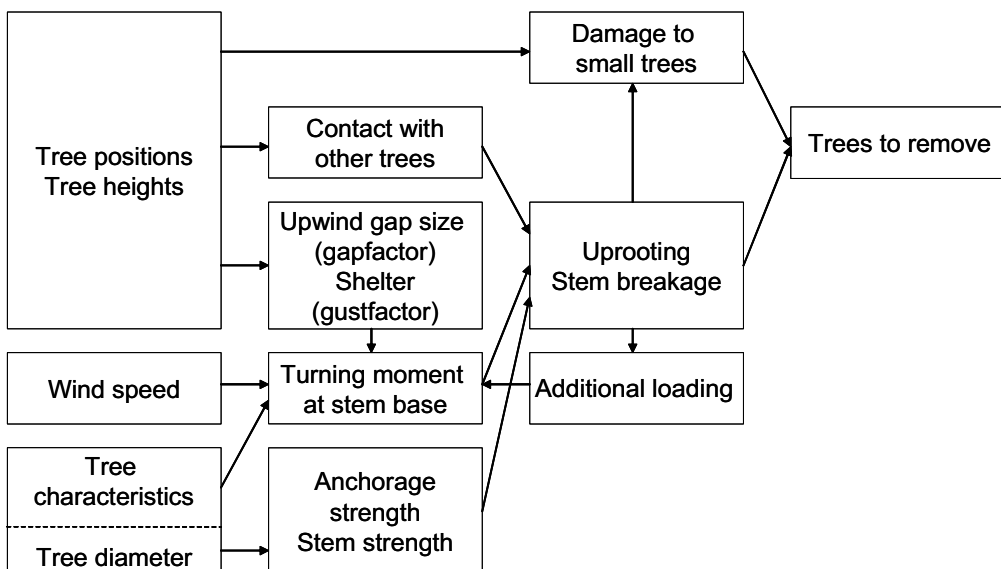 Damage to
small trees
Tree positions
Tree heights
Contact with
other trees
Trees to remove
Upwind gap size
(gapfactor)
Shelter
(gustfactor)
Uprooting
Stem breakage
Wind speed
Turning moment
at stem base
Additional loading
Tree
characteristics
Tree diameter
Anchorage
strength
Stem strength